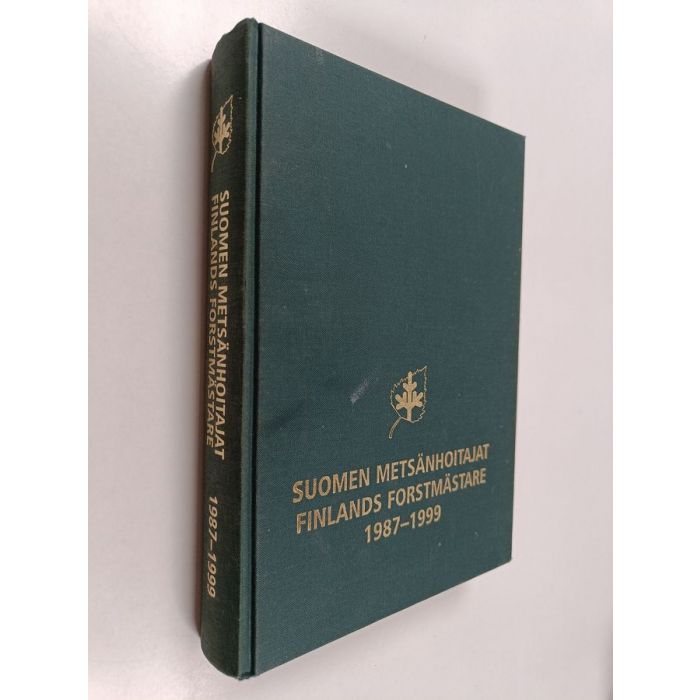 SUOMEN METSÄNHOITAJAT
FINLANDS FORSTMÄSTARE
1987–1999
SUOMEN METSÄNHOITAJAT
FINLANDS FORSTMÄSTARE
1987–1999